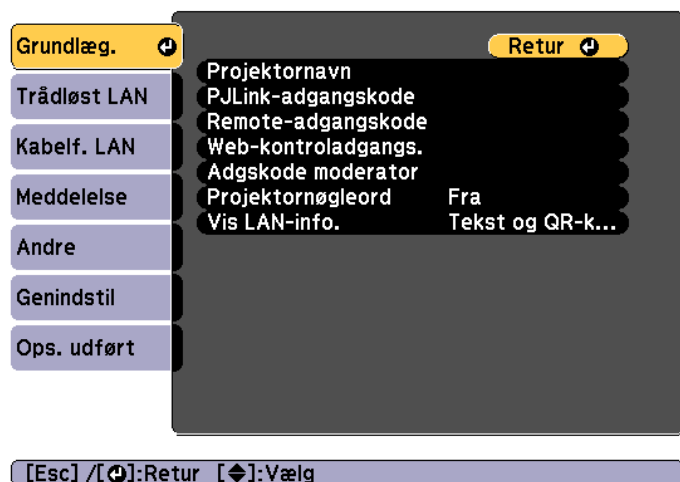 Grundlæg.
Retur
Projektornavn
PJLink-adgangskode
Remote-adgangskode
Web-kontroladgangs.
Adgskode moderator
Projektornøgleord Fra
Vis LAN-info. Tekst og QR-k...
Trådløst LAN
Kabelf. LAN
Meddelelse
Andre
Genindstil
Ops. udført
[Esc] /[⏎]:Retur [◆]:Vælg